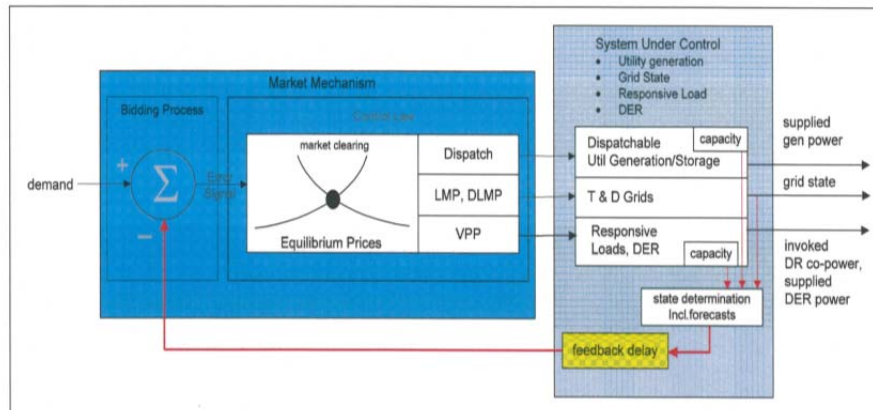 System Under Control
• Utility generation
• Grid State
• Responsive Load
• DER
Market Mechanism
Bidding Process
Control Law
demand
+
Σ
−
Error
Signal
market clearing
Equilibrium Prices
Dispatch
LMP, DLMP
VPP
capacity
Dispatchable
Util Generation/Storage
T & D Grids
Responsive
Loads, DER
capacity
supplied
gen power
grid state
invoked
DR co-power,
supplied
DER power
state determination
Incl.forecasts
feedback delay